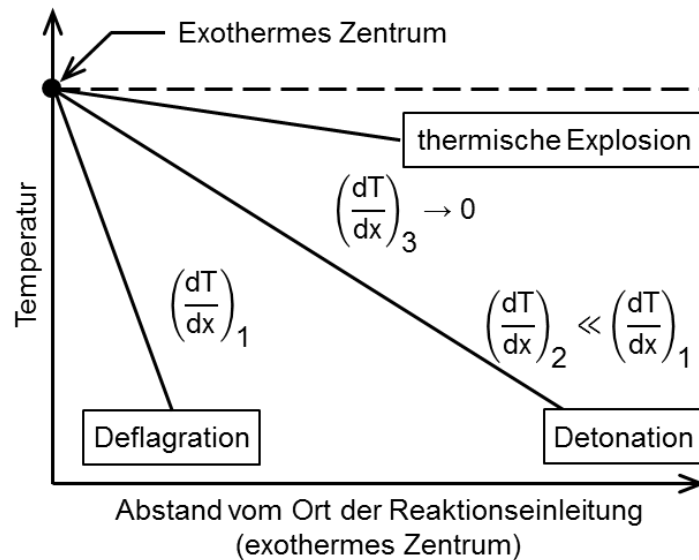 Exothermes Zentrum
thermische Explosion
(dT/dx)₃ → 0
(dT/dx)₁
(dT/dx)₂ ≪ (dT/dx)₁
Temperatur
Deflagration
Detonation
Abstand vom Ort der Reaktionseinleitung
(exothermes Zentrum)